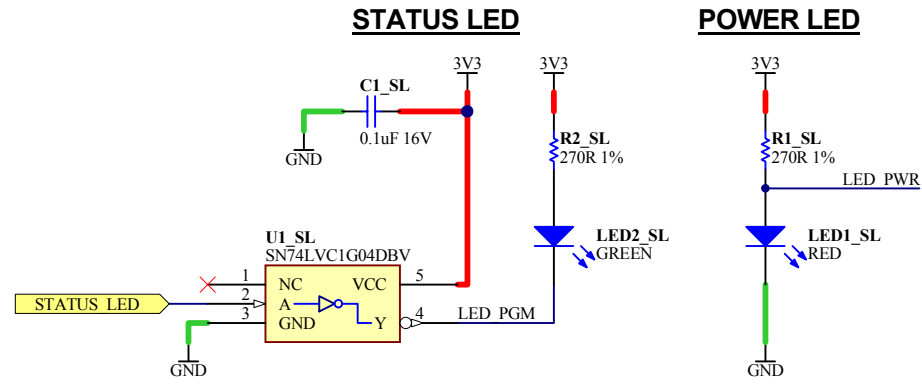 STATUS LED
POWER LED
3V3
3V3
3V3
C1_SL
0.1uF 16V
GND
R2_SL
270R 1%
R1_SL
270R 1%
LED_PWR
U1_SL
SN74LVC1G04DBV
LED2_SL
GREEN
LED1_SL
RED
1
NC
VCC
5
STATUS_LED
2
A
3
GND
Y
4
LED_PGM
GND
GND